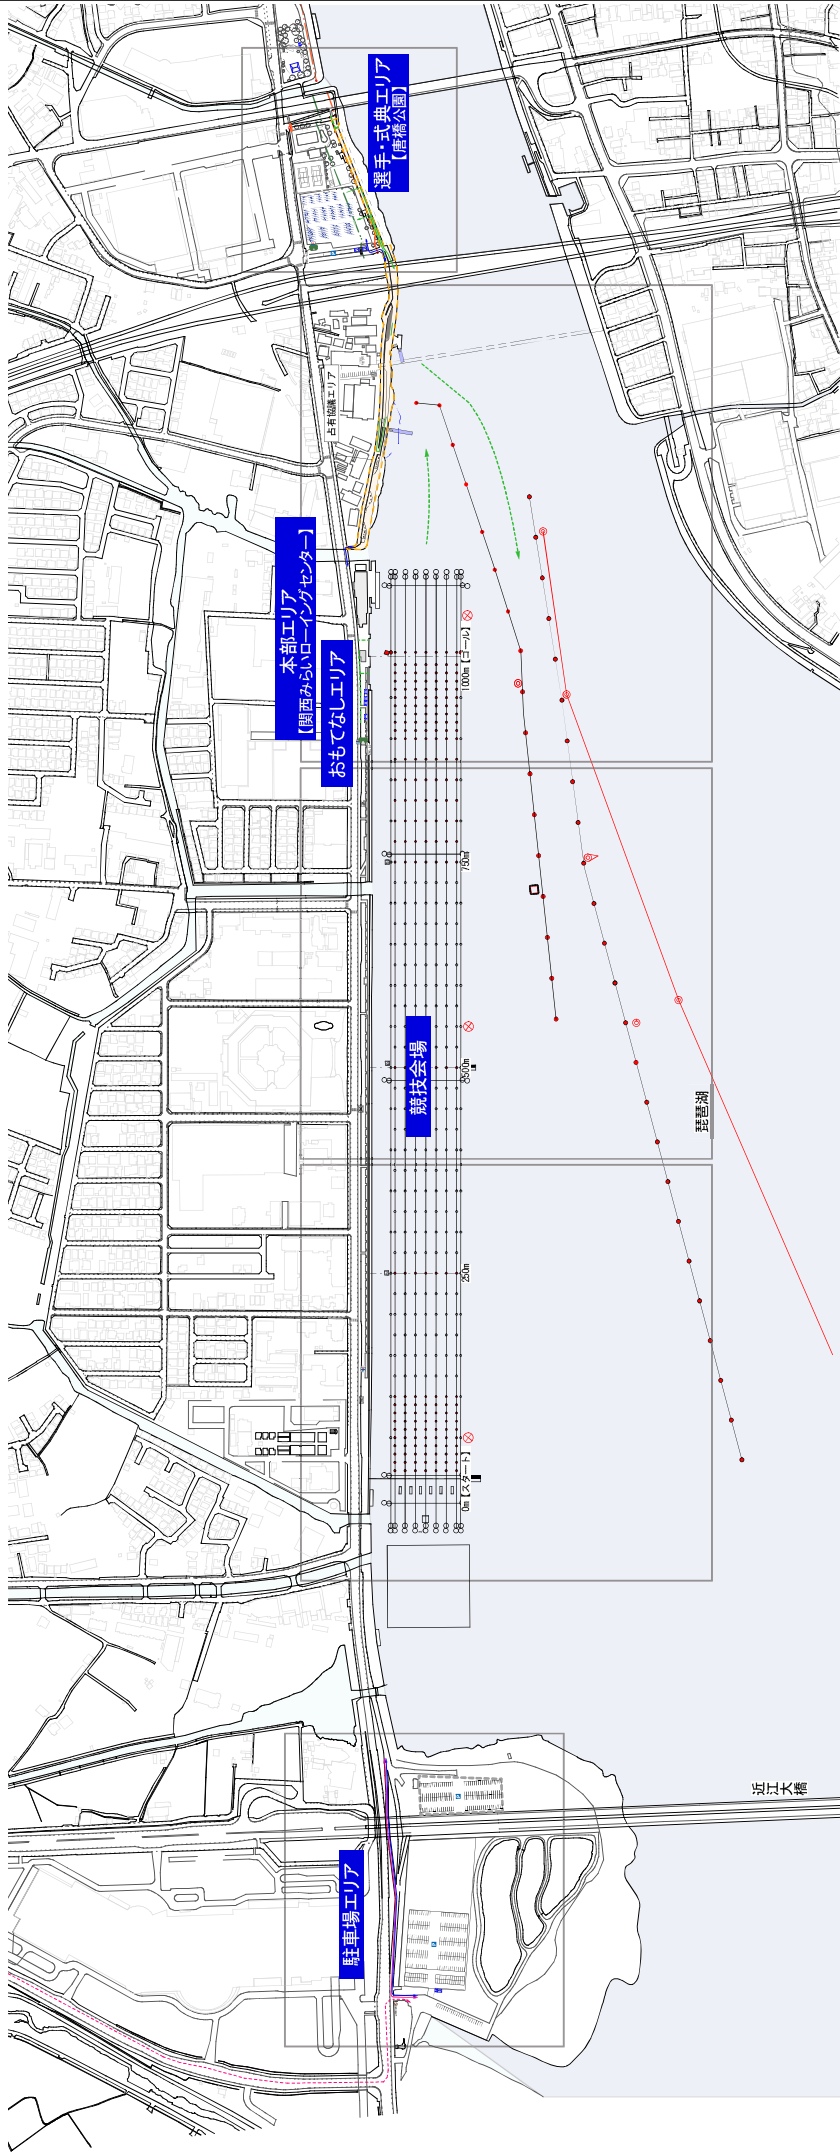 選手・式典エリア
【唐橋公園】
占有協議エリア
本部エリア
【関西みらいローイングセンター】
おもてなしエリア
1000m【ゴール】
750m
競技会場
500m
琵琶湖
250m
0m【スタート】
近江大橋
駐車場エリア